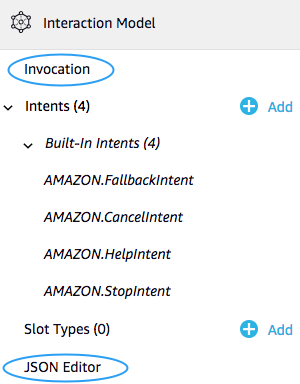 Interaction Model
Invocation
Intents (4)
Add
Built-In Intents (4)
AMAZON.FallbackIntent
AMAZON.CancelIntent
AMAZON.HelpIntent
AMAZON.StopIntent
Slot Types (0)
Add
JSON Editor